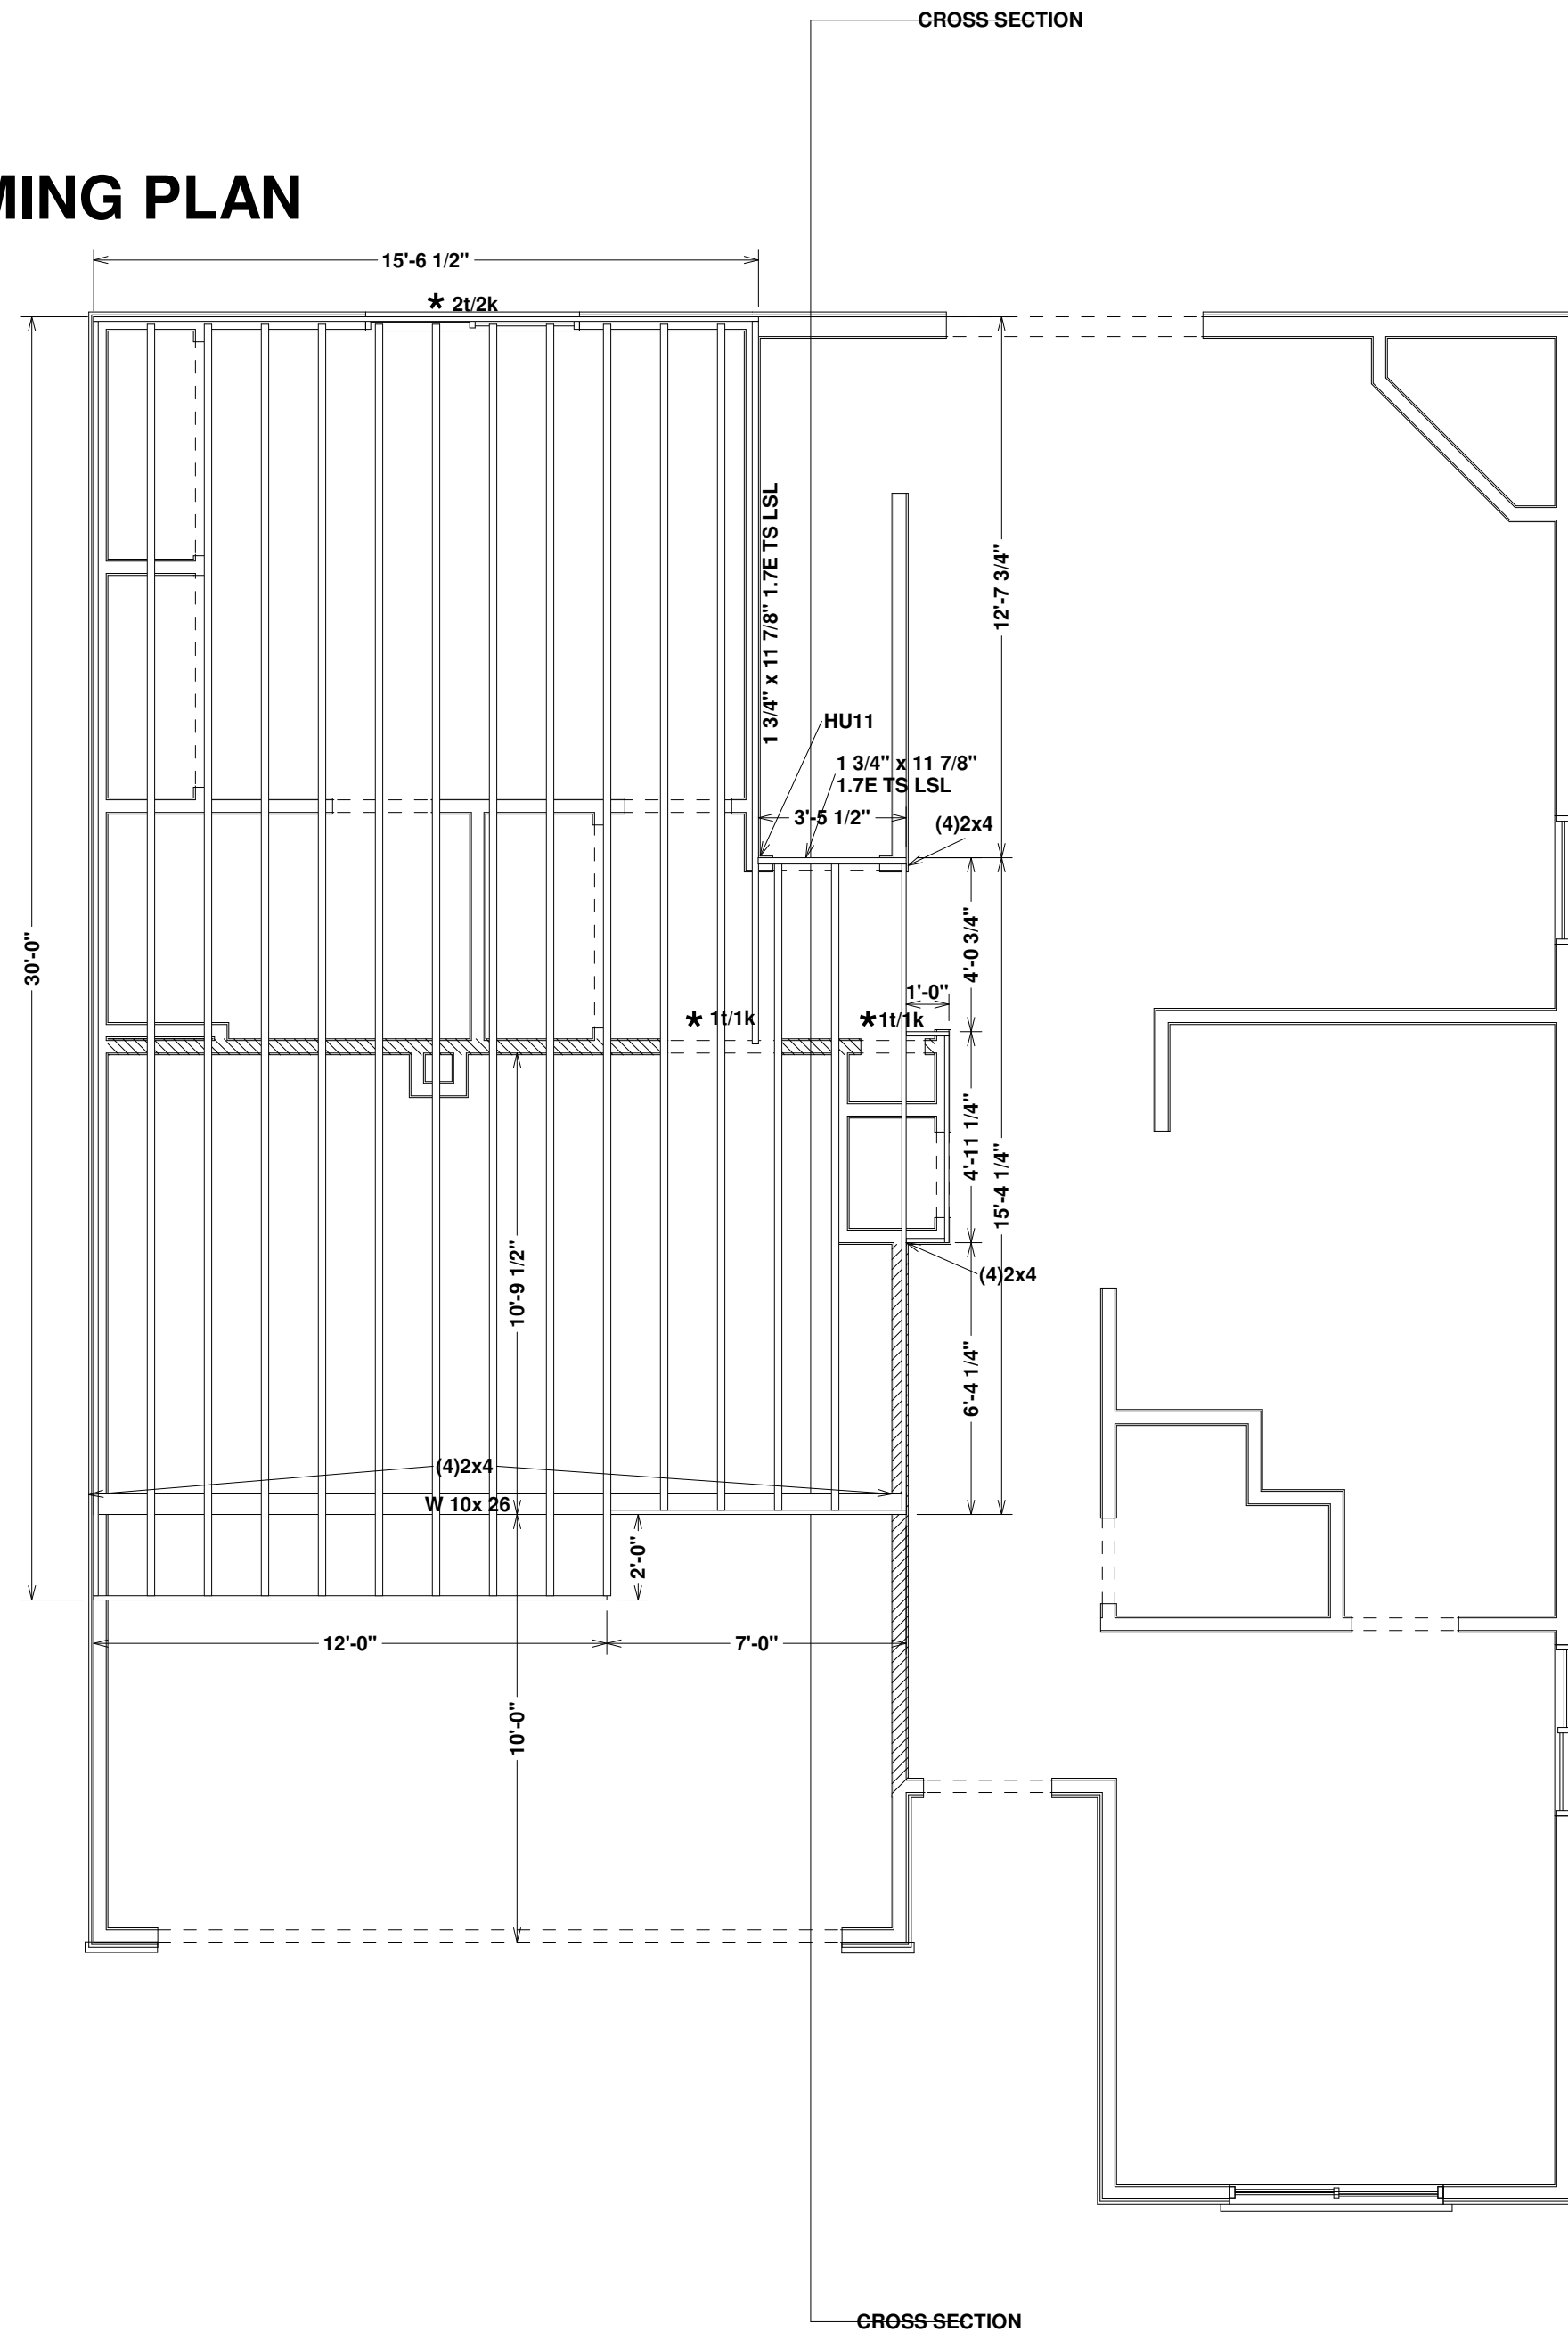 CROSS SECTION
MING PLAN
15'-6 1/2"
* 2t/2k
1 3/4" x 11 7/8" 1.7E TS LSL
12'-7 3/4"
HU11
1 3/4" x 11 7/8"
1.7E TS LSL
3'-5 1/2"
(4)2x4
30'-0"
4'-0 3/4"
1'-0"
* 1t/1k
*1t/1k
4'-11 1/4"
15'-4 1/4"
10'-9 1/2"
(4)2x4
6'-4 1/4"
(4)2x4
W 10x 26
2'-0"
12'-0"
7'-0"
10'-0"
CROSS SECTION